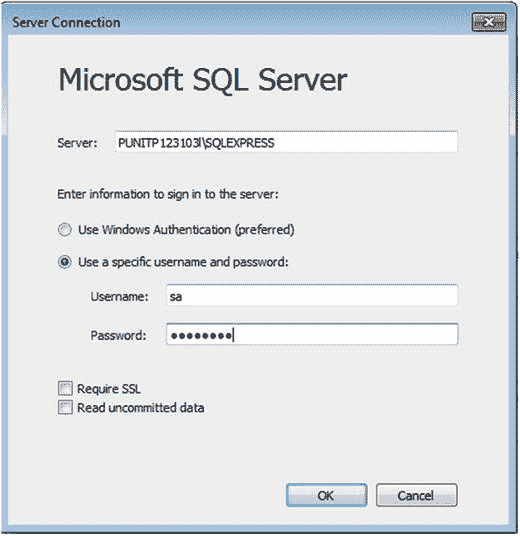 Server Connection
Microsoft SQL Server
Server: PUNITP123103l\SQLEXPRESS
Enter information to sign in to the server:
Use Windows Authentication (preferred)
Use a specific username and password:
Username: sa
Password: ●●●●●●●●
Require SSL
Read uncommitted data
OK Cancel